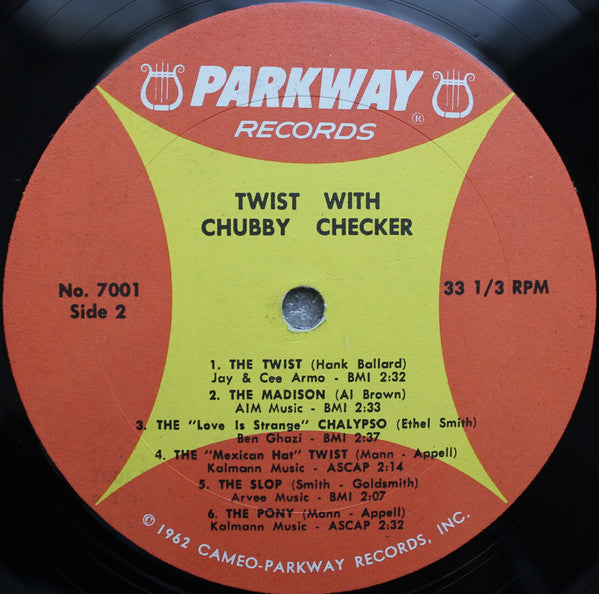 PARKWAY
®
RECORDS
TWIST WITH
CHUBBY CHECKER
No. 7001
Side 2
33 1/3 RPM
1. THE TWIST (Hank Ballard)
Jay & Cee Armo - BMI 2:32
2. THE MADISON (Al Brown)
AIM Music - BMI 2:33
3. THE "Love Is Strange" CHALYPSO (Ethel Smith)
Ben Ghazi - BMI 2:37
4. THE "Mexican Hat" TWIST (Mann - Appell)
Kalmann Music - ASCAP 2:14
5. THE SLOP (Smith - Goldsmith)
Arvee Music - BMI 2:07
6. THE PONY (Mann - Appell)
Kalmann Music - ASCAP 2:32
© 1962 CAMEO-PARKWAY RECORDS, INC.